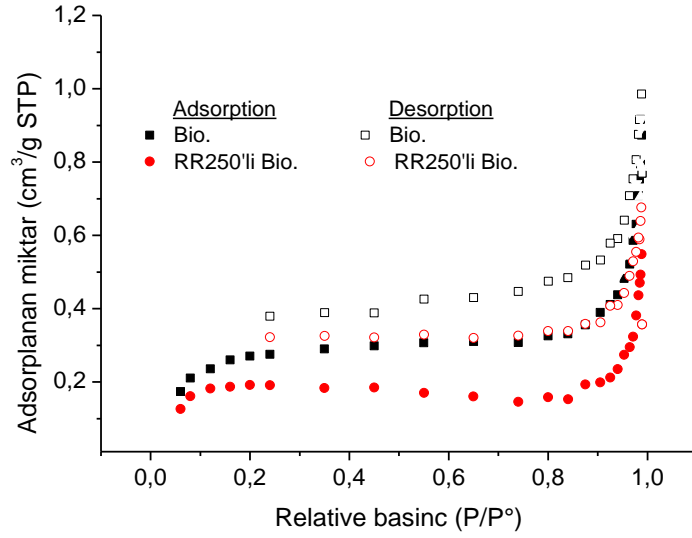 1,2
1,0
0,8
0,6
0,4
0,2
Adsorplanan miktar (cm³/g STP)
Adsorption Desorption
Bio. Bio.
RR250'li Bio. RR250'li Bio.
0,0 0,2 0,4 0,6 0,8 1,0
Relative basinc (P/P°)